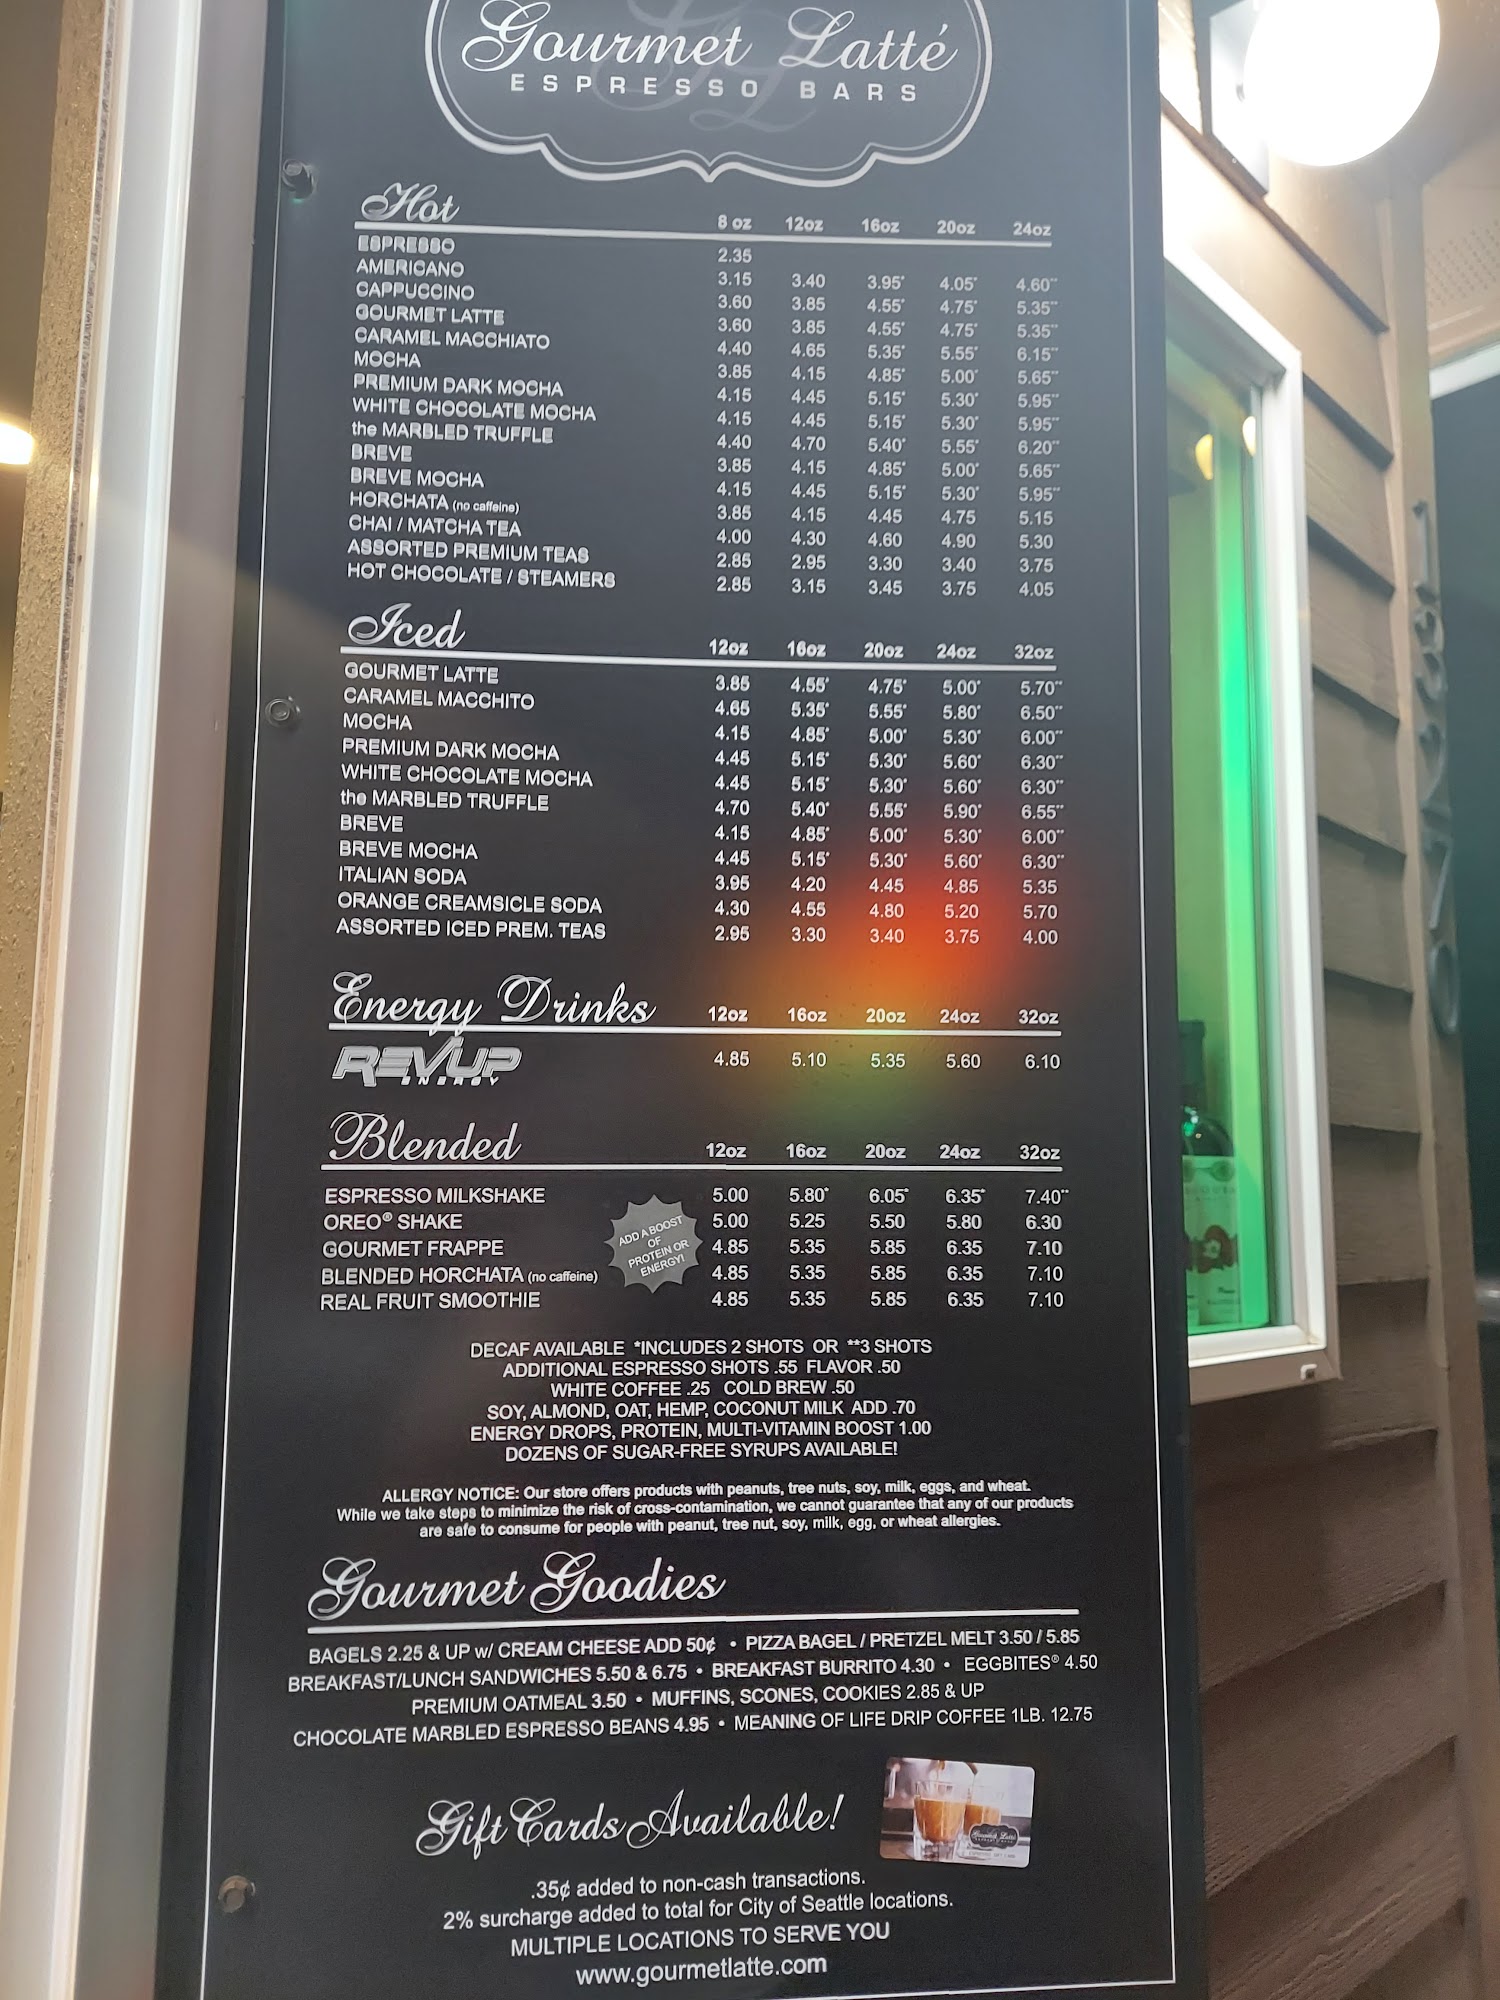 Gourmet Latté
ESPRESSO BARS
Hot 8 oz 12oz 16oz 20oz 24oz
ESPRESSO 2.35
AMERICANO 3.15 3.40 3.95* 4.05* 4.60**
CAPPUCCINO 3.60 3.85 4.55* 4.75* 5.35**
GOURMET LATTE 3.60 3.85 4.55* 4.75* 5.35**
CARAMEL MACCHIATO 4.40 4.65 5.35* 5.55* 6.15**
MOCHA 3.85 4.15 4.85* 5.00* 5.65**
PREMIUM DARK MOCHA 4.15 4.45 5.15* 5.30* 5.95**
WHITE CHOCOLATE MOCHA 4.15 4.45 5.15* 5.30* 5.95**
the MARBLED TRUFFLE 4.40 4.70 5.40* 5.55* 6.20**
BREVE 3.85 4.15 4.85* 5.00* 5.65**
BREVE MOCHA 4.15 4.45 5.15* 5.30* 5.95**
HORCHATA (no caffeine) 3.85 4.15 4.45 4.75 5.15
CHAI / MATCHA TEA 4.00 4.30 4.60 4.90 5.30
ASSORTED PREMIUM TEAS 2.85 2.95 3.30 3.40 3.75
HOT CHOCOLATE / STEAMERS 2.85 3.15 3.45 3.75 4.05
Iced 12oz 16oz 20oz 24oz 32oz
GOURMET LATTE 3.85 4.55* 4.75* 5.00* 5.70**
CARAMEL MACCHITO 4.65 5.35* 5.55* 5.80* 6.50**
MOCHA 4.15 4.85* 5.00* 5.30* 6.00**
PREMIUM DARK MOCHA 4.45 5.15* 5.30* 5.60* 6.30**
WHITE CHOCOLATE MOCHA 4.45 5.15* 5.30* 5.60* 6.30**
the MARBLED TRUFFLE 4.70 5.40* 5.55* 5.90* 6.55**
BREVE 4.15 4.85* 5.00* 5.30* 6.00**
BREVE MOCHA 4.45 5.15* 5.30* 5.60* 6.30**
ITALIAN SODA 3.95 4.20 4.45 4.85 5.35
ORANGE CREAMSICLE SODA 4.30 4.55 4.80 5.20 5.70
ASSORTED ICED PREM. TEAS 2.95 3.30 3.40 3.75 4.00
Energy Drinks 12oz 16oz 20oz 24oz 32oz
REVUP 4.85 5.10 5.35 5.60 6.10
ENERGY
Blended 12oz 16oz 20oz 24oz 32oz
ESPRESSO MILKSHAKE 5.00 5.80* 6.05* 6.35* 7.40**
OREO® SHAKE 5.00 5.25 5.50 5.80 6.30
GOURMET FRAPPE 4.85 5.35 5.85 6.35 7.10
BLENDED HORCHATA (no caffeine) 4.85 5.35 5.85 6.35 7.10
REAL FRUIT SMOOTHIE 4.85 5.35 5.85 6.35 7.10
ADD A BOOST
OF
PROTEIN OR
ENERGY!
DECAF AVAILABLE *INCLUDES 2 SHOTS OR **3 SHOTS
ADDITIONAL ESPRESSO SHOTS .55 FLAVOR .50
WHITE COFFEE .25 COLD BREW .50
SOY, ALMOND, OAT, HEMP, COCONUT MILK ADD .70
ENERGY DROPS, PROTEIN, MULTI-VITAMIN BOOST 1.00
DOZENS OF SUGAR-FREE SYRUPS AVAILABLE!
ALLERGY NOTICE: Our store offers products with peanuts, tree nuts, soy, milk, eggs, and wheat.
While we take steps to minimize the risk of cross-contamination, we cannot guarantee that any of our products
are safe to consume for people with peanut, tree nut, soy, milk, egg, or wheat allergies.
Gourmet Goodies
BAGELS 2.25 & UP w/ CREAM CHEESE ADD 50¢ • PIZZA BAGEL / PRETZEL MELT 3.50 / 5.85
BREAKFAST/LUNCH SANDWICHES 5.50 & 6.75 • BREAKFAST BURRITO 4.30 • EGGBITES® 4.50
PREMIUM OATMEAL 3.50 • MUFFINS, SCONES, COOKIES 2.85 & UP
CHOCOLATE MARBLED ESPRESSO BEANS 4.95 • MEANING OF LIFE DRIP COFFEE 1LB. 12.75
Gift Cards Available!
Gourmet Latté
.35¢ added to non-cash transactions.
2% surcharge added to total for City of Seattle locations.
MULTIPLE LOCATIONS TO SERVE YOU
www.gourmetlatte.com